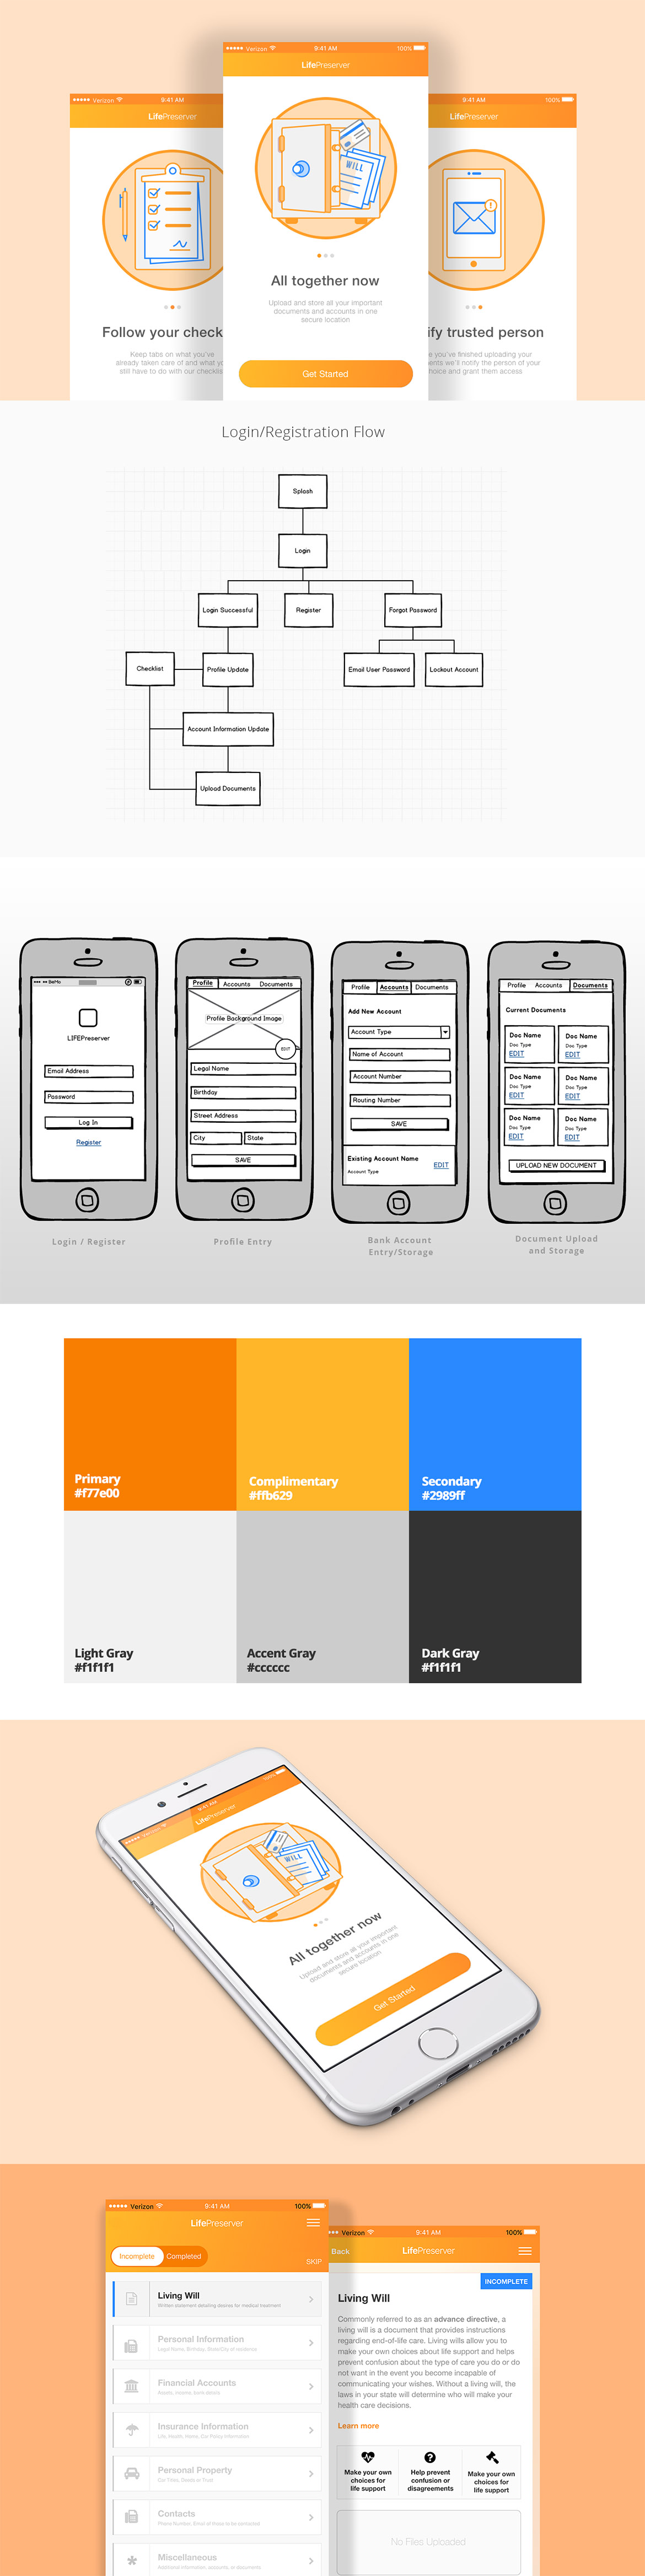 Verizon 9:41 AM 100%
LifePreserver
WILL
All together now
Upload and store all your important
documents and accounts in one
secure location
Get Started
Verizon 9:41 AM
LifePreserver
Follow your check
Keep tabs on what you've
already taken care of and what yo
still have to do with our checklis
9:41 AM 100%
LifePreserver
ify trusted person
e you've finished uploading your
ents we'll notify the person of your
hoice and grant them access
Login/Registration Flow
Splash
Login
Login Successful
Register
Forgot Password
Checklist
Profile Update
Email User Password
Lockout Account
Account Information Update
Upload Documents
BeMo
LIFEPreserver
Email Address
Password
Log In
Register
Login / Register
Profile Accounts Documents
Profile Background Image
EDIT
Legal Name
Birthday
Street Address
City State
SAVE
Profile Entry
Profile Accounts Documents
Add New Account
Account Type
Name of Account
Account Number
Routing Number
SAVE
Existing Account Name
EDIT
Account Type
Bank Account
Entry/Storage
Profile Accounts Documents
Current Documents
Doc Name Doc Name
Doc Type Doc Type
EDIT EDIT
Doc Name Doc Name
Doc Type Doc Type
EDIT EDIT
Doc Name Doc Name
Doc Type Doc Type
EDIT EDIT
UPLOAD NEW DOCUMENT
Document Upload
and Storage
Primary
#f77e00
Complimentary
#ffb629
Secondary
#2989ff
Light Gray
#f1f1f1
Accent Gray
#cccccc
Dark Gray
#f1f1f1
Verizon 9:41 AM 100%
LifePreserver
WILL
All together now
Upload and store all your important
documents and accounts in one
secure location
Get Started
Verizon 9:41 AM 100%
LifePreserver
Incomplete Completed
SKIP
Living Will
Written statement detailing desires for medical treatment
Personal Information
Legal Name, Birthday, State/City of residence
Financial Accounts
Insurance Information
Life, Health, Home, Car Policy Information
Personal Property
Car Titles, Deeds or Trust
Contacts
Miscellaneous
Additional information, accounts, or documents
Verizon 9:41 AM 100%
Back LifePreserver
INCOMPLETE
Living Will
Commonly referred to as an advance directive, a
living will is a document that provides instructions
regarding end-of-life care. Living wills allow you to
make your own choices about life support and helps
prevent confusion about the type of care you do or do
not want in the event you become incapable of
communicating your wishes. Without a living will, the
laws in your state will determine who will make your
health care decisions.
Learn more
Make your own
choices for
life support
Help prevent
confusion or
disagreements
Make your own
choices for
life support
No Files Uploaded